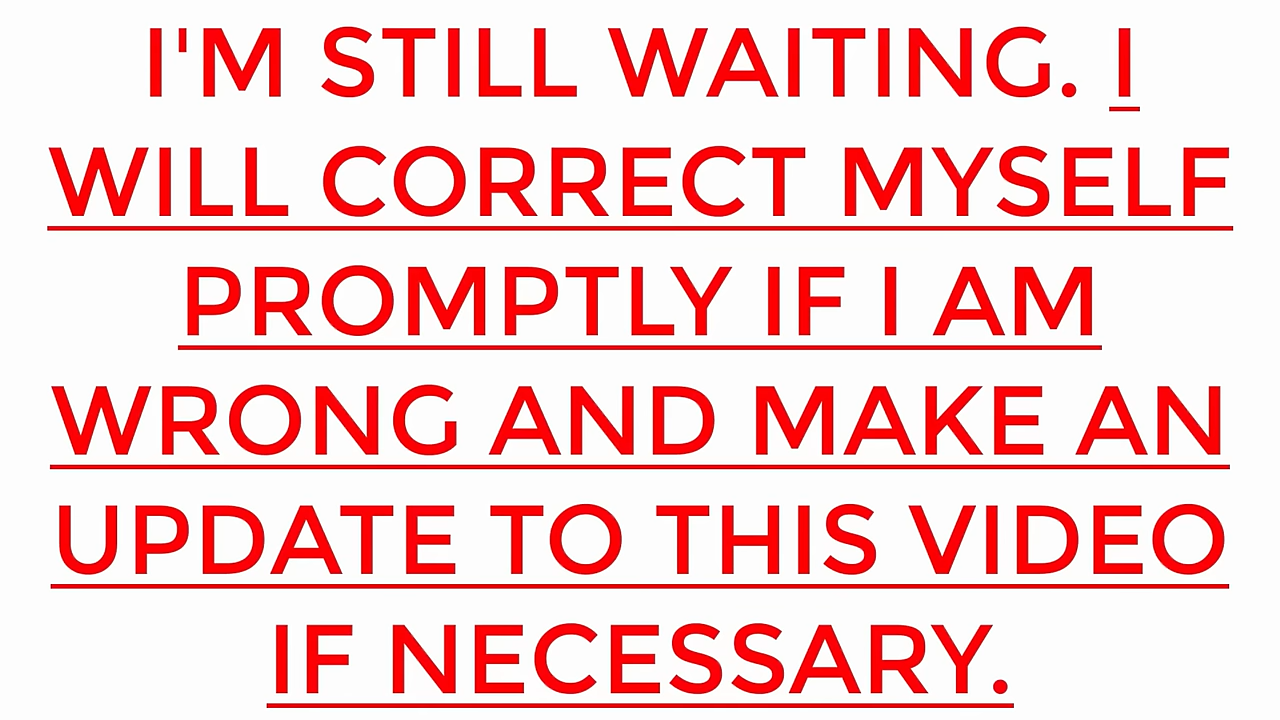 I'M STILL WAITING. I
WILL CORRECT MYSELF
PROMPTLY IF I AM
WRONG AND MAKE AN
UPDATE TO THIS VIDEO
IF NECESSARY.